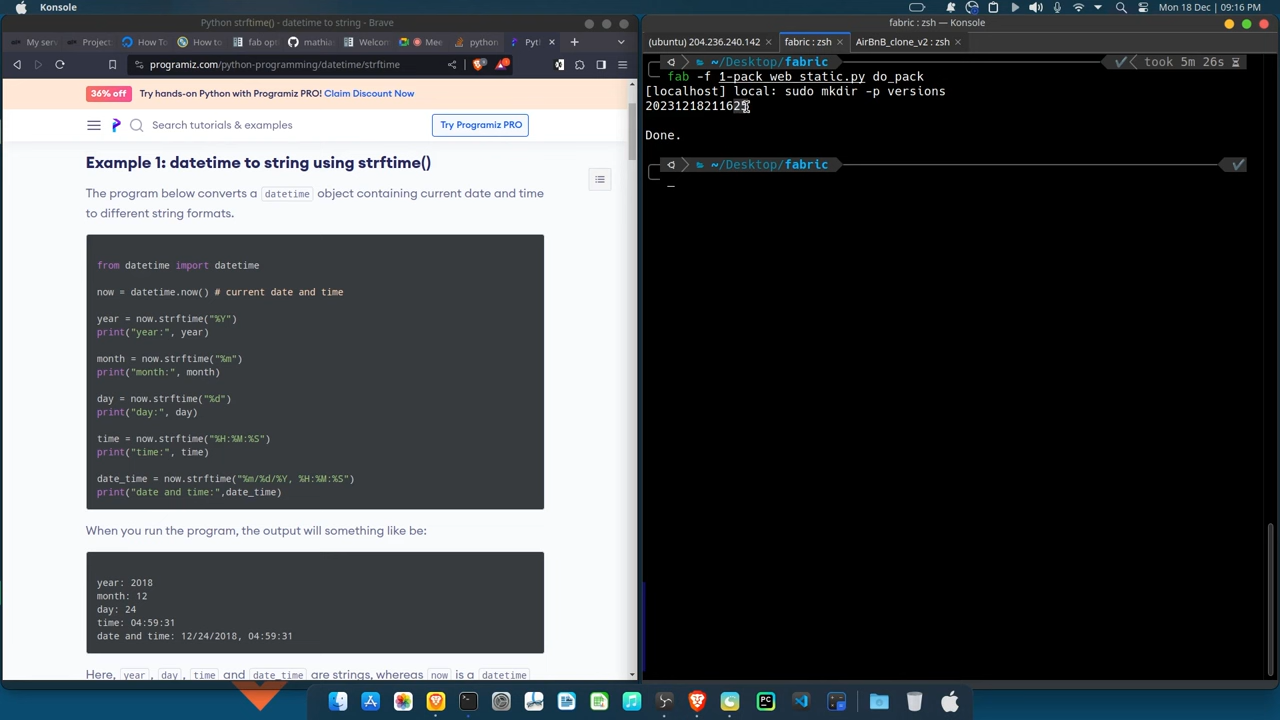 Konsole
Mon 18 Dec, 09:16 PM
Python strftime() - datetime to string - Brave
My serv
Project
How To
How to
fab opti
mathia
Welcom
Meet
python
Pyt
programiz.com/python-programming/datetime/strftime
36% off
Try hands-on Python with Programiz PRO! Claim Discount Now
Search tutorials & examples
Try Programiz PRO
Example 1: datetime to string using strftime()
The program below converts a datetime object containing current date and time
to different string formats.
from datetime import datetime
now = datetime.now() # current date and time
year = now.strftime("%Y")
print("year:", year)
month = now.strftime("%m")
print("month:", month)
day = now.strftime("%d")
print("day:", day)
time = now.strftime("%H:%M:%S")
print("time:", time)
date_time = now.strftime("%m/%d/%Y, %H:%M:%S")
print("date and time:",date_time)
When you run the program, the output will something like be:
year: 2018
month: 12
day: 24
time: 04:59:31
date and time: 12/24/2018, 04:59:31
Here, year, day, time and date_time are strings, whereas now is a datetime
fabric : zsh — Konsole
(ubuntu) 204.236.240.142
fabric : zsh
AirBnB_clone_v2 : zsh
~/Desktop/fabric
took 5m 26s
fab -f 1-pack_web_static.py do_pack
[localhost] local: sudo mkdir -p versions
20231218211625
Done.
~/Desktop/fabric